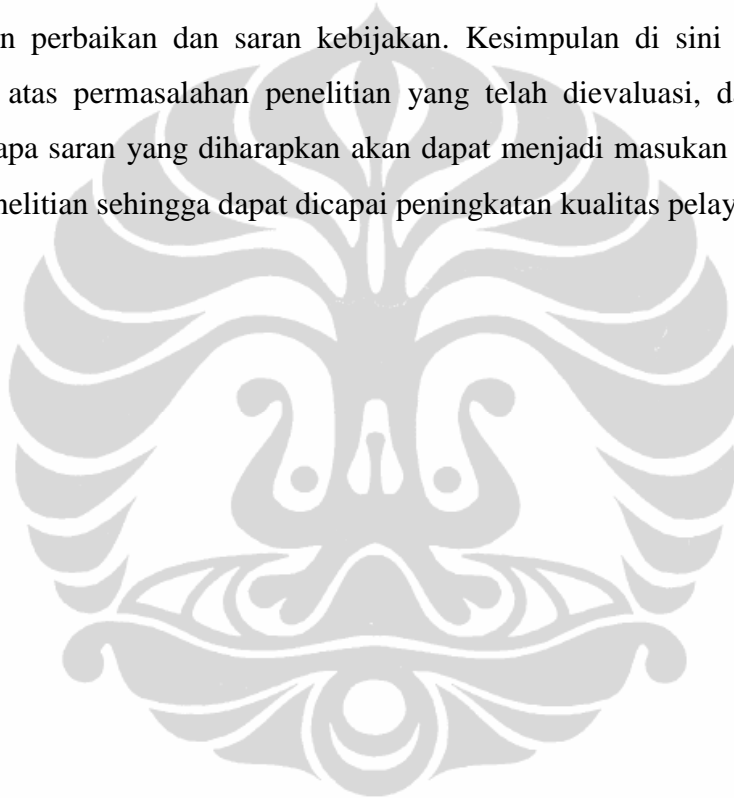 n perbaikan dan saran kebijakan. Kesimpulan di sini
atas permasalahan penelitian yang telah dievaluasi, da
apa saran yang diharapkan akan dapat menjadi masukan
nelitian sehingga dapat dicapai peningkatan kualitas pelay